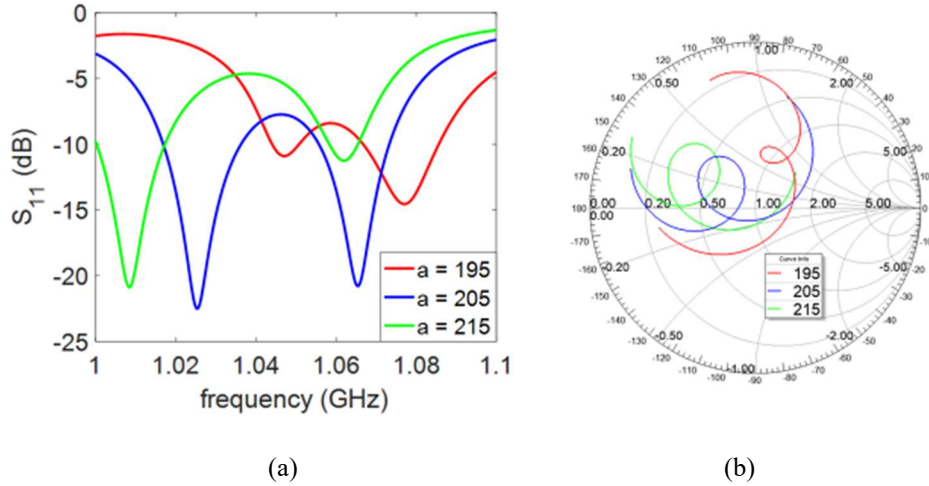 0
-5
-10
-15
-20
-25
S11 (dB)
1
1.02
1.04
1.06
1.08
1.1
frequency (GHz)
a = 195
a = 205
a = 215
(a)
100 90 80
110 1.00 70
120 60
130 0.50 2.00 50
140 40
150 30
160 0.20 5.00 20
170 10
180 0.00 0.20 0.50 1.00 2.00 5.00 0
0.00
-170 -10
-160 -0.20 -5.00 -20
-150 -30
-140 -40
-130 -0.50 -2.00 -50
-120 -60
-110 -1.00 -70
-100 -90 -80
Curve Info
195
205
215
(b)